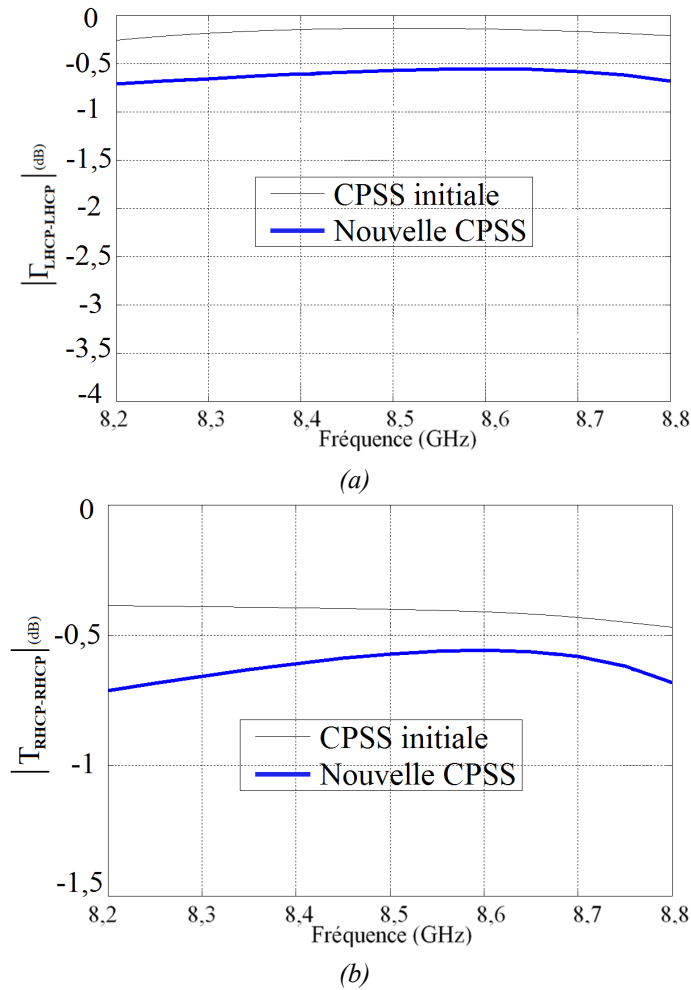 0
-0,5
-1
-1,5
-2
-2,5
-3
-3,5
-4
|Γ_LHCP-LHCP| (dB)
CPSS initiale
Nouvelle CPSS
8,2 8,3 8,4 8,5 8,6 8,7 8,8
Fréquence (GHz)
(a)
0
-0,5
-1
-1,5
|T_RHCP-RHCP| (dB)
CPSS initiale
Nouvelle CPSS
8,2 8,3 8,4 8,5 8,6 8,7 8,8
Fréquence (GHz)
(b)